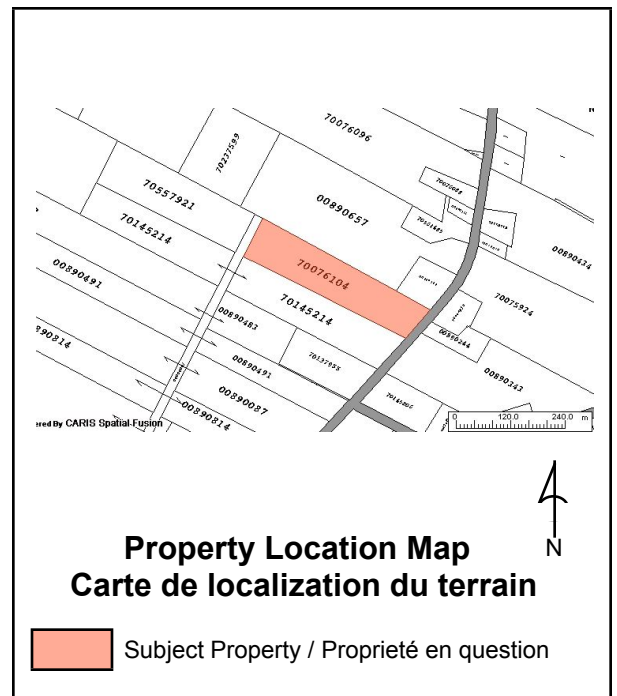 70076096
70237599
70557921
00890657
70145214
00890434
00890491
70076104
70075924
70145214
00890483
00890344
00890491
00890343
00890087
00890814
ered By CARIS Spatial Fusion
0 120.0 240.0 m
N
Property Location Map
Carte de localization du terrain
Subject Property / Proprieté en question